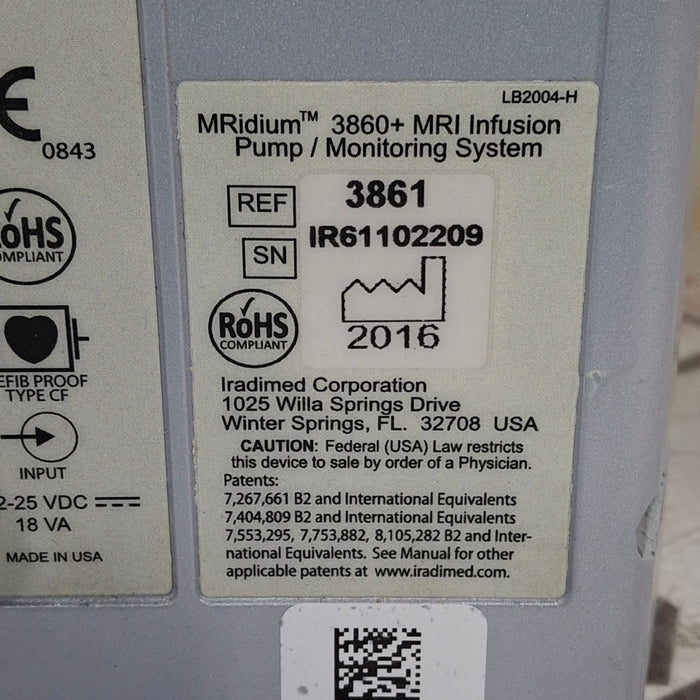 0843
RoHS
COMPLIANT
DEFIB PROOF
TYPE CF
INPUT
2-25 VDC
18 VA
MADE IN USA
LB2004-H
MRidium™ 3860+ MRI Infusion
Pump / Monitoring System
REF 3861
SN IR61102209
2016
RoHS
COMPLIANT
Iradimed Corporation
1025 Willa Springs Drive
Winter Springs, FL. 32708 USA
CAUTION: Federal (USA) Law restricts
this device to sale by order of a Physician.
Patents:
7,267,661 B2 and International Equivalents
7,404,809 B2 and International Equivalents
7,553,295, 7,753,882, 8,105,282 B2 and Inter-
national Equivalents. See Manual for other
applicable patents at www.iradimed.com.